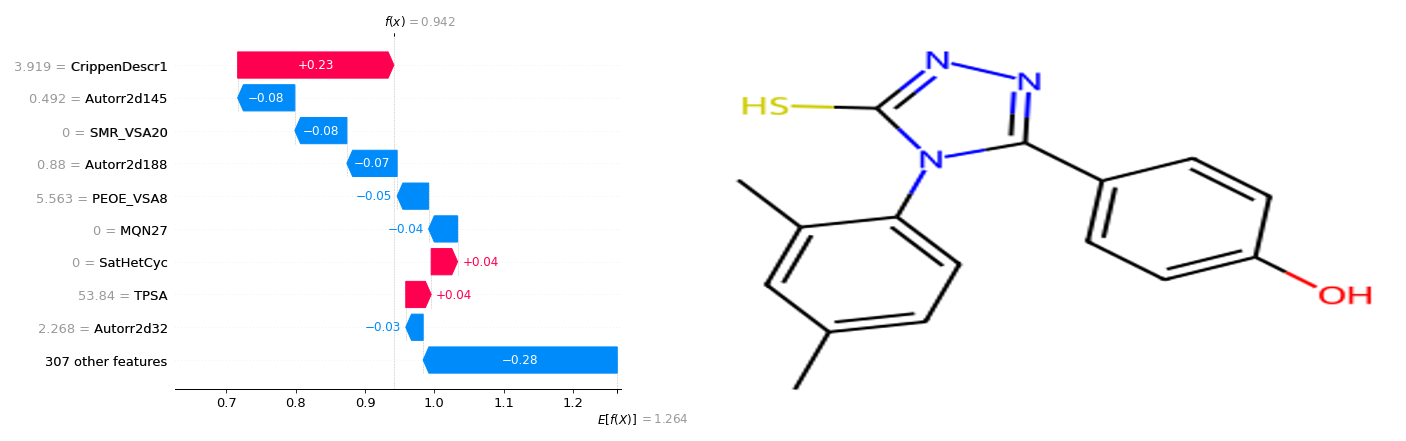 f(x) = 0.942
3.919 = CrippenDescr1
+0.23
0.492 = Autorr2d145
−0.08
0 = SMR_VSA20
−0.08
0.88 = Autorr2d188
−0.07
5.563 = PEOE_VSA8
−0.05
0 = MQN27
−0.04
0 = SatHetCyc
+0.04
53.84 = TPSA
+0.04
2.268 = Autorr2d32
−0.03
307 other features
−0.28
0.7 0.8 0.9 1.0 1.1 1.2
E[f(X)] = 1.264
N
N
HS
N
OH